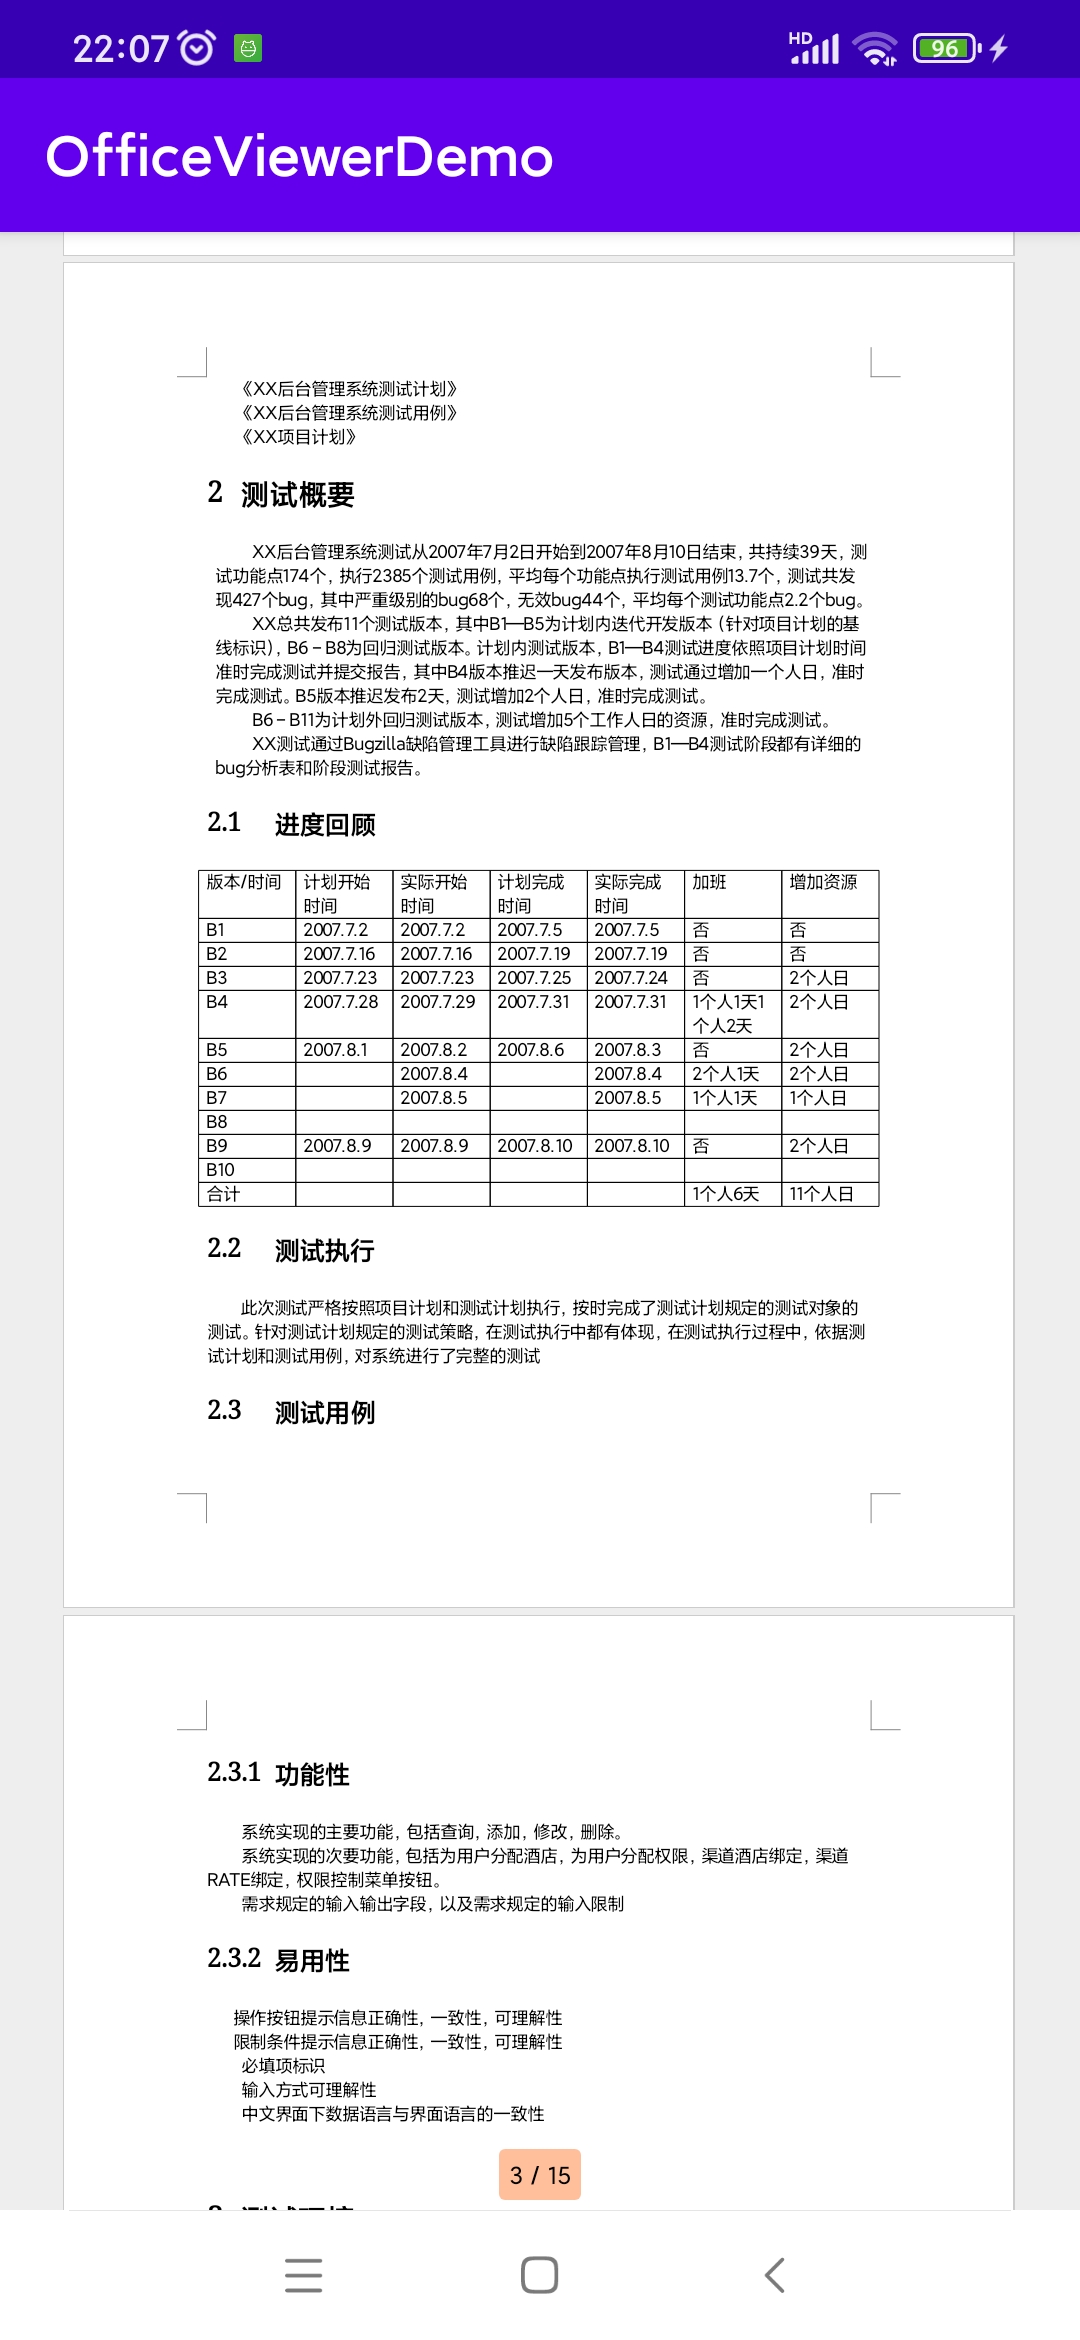 22:07
HD
96
OfficeViewerDemo
《XX后台管理系统测试计划》
《XX后台管理系统测试用例》
《XX项目计划》
2 测试概要
XX后台管理系统测试从2007年7月2日开始到2007年8月10日结束，共持续39天，测
试功能点174个，执行2385个测试用例，平均每个功能点执行测试用例13.7个，测试共发
现427个bug，其中严重级别的bug68个，无效bug44个，平均每个测试功能点2.2个bug。
XX总共发布11个测试版本，其中B1—B5为计划内迭代开发版本（针对项目计划的基
线标识），B6－B8为回归测试版本。计划内测试版本，B1—B4测试进度依照项目计划时间
准时完成测试并提交报告，其中B4版本推迟一天发布版本，测试通过增加一个人日，准时
完成测试。B5版本推迟发布2天，测试增加2个人日，准时完成测试。
B6－B11为计划外回归测试版本，测试增加5个工作人日的资源，准时完成测试。
XX测试通过Bugzilla缺陷管理工具进行缺陷跟踪管理，B1—B4测试阶段都有详细的
bug分析表和阶段测试报告。
2.1 进度回顾
版本/时间 计划开始 实际开始 计划完成 实际完成 加班 增加资源
时间 时间 时间 时间
B1 2007.7.2 2007.7.2 2007.7.5 2007.7.5 否 否
B2 2007.7.16 2007.7.16 2007.7.19 2007.7.19 否 否
B3 2007.7.23 2007.7.23 2007.7.25 2007.7.24 否 2个人日
B4 2007.7.28 2007.7.29 2007.7.31 2007.7.31 1个人1天1 2个人日
个人2天
B5 2007.8.1 2007.8.2 2007.8.6 2007.8.3 否 2个人日
B6 2007.8.4 2007.8.4 2个人1天 2个人日
B7 2007.8.5 2007.8.5 1个人1天 1个人日
B8
B9 2007.8.9 2007.8.9 2007.8.10 2007.8.10 否 2个人日
B10
合计 1个人6天 11个人日
2.2 测试执行
此次测试严格按照项目计划和测试计划执行，按时完成了测试计划规定的测试对象的
测试。针对测试计划规定的测试策略，在测试执行中都有体现，在测试执行过程中，依据测
试计划和测试用例，对系统进行了完整的测试
2.3 测试用例
2.3.1 功能性
系统实现的主要功能，包括查询，添加，修改，删除。
系统实现的次要功能，包括为用户分配酒店，为用户分配权限，渠道酒店绑定，渠道
RATE绑定，权限控制菜单按钮。
需求规定的输入输出字段，以及需求规定的输入限制
2.3.2 易用性
操作按钮提示信息正确性，一致性，可理解性
限制条件提示信息正确性，一致性，可理解性
必填项标识
输入方式可理解性
中文界面下数据语言与界面语言的一致性
3 / 15